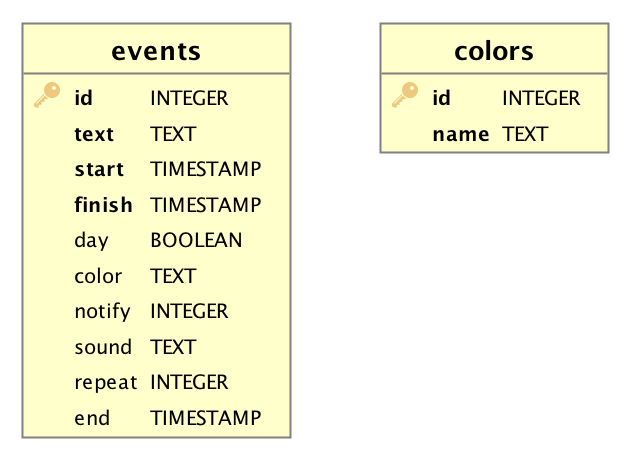 events
id INTEGER
text TEXT
start TIMESTAMP
finish TIMESTAMP
day BOOLEAN
color TEXT
notify INTEGER
sound TEXT
repeat INTEGER
end TIMESTAMP
colors
id INTEGER
name TEXT